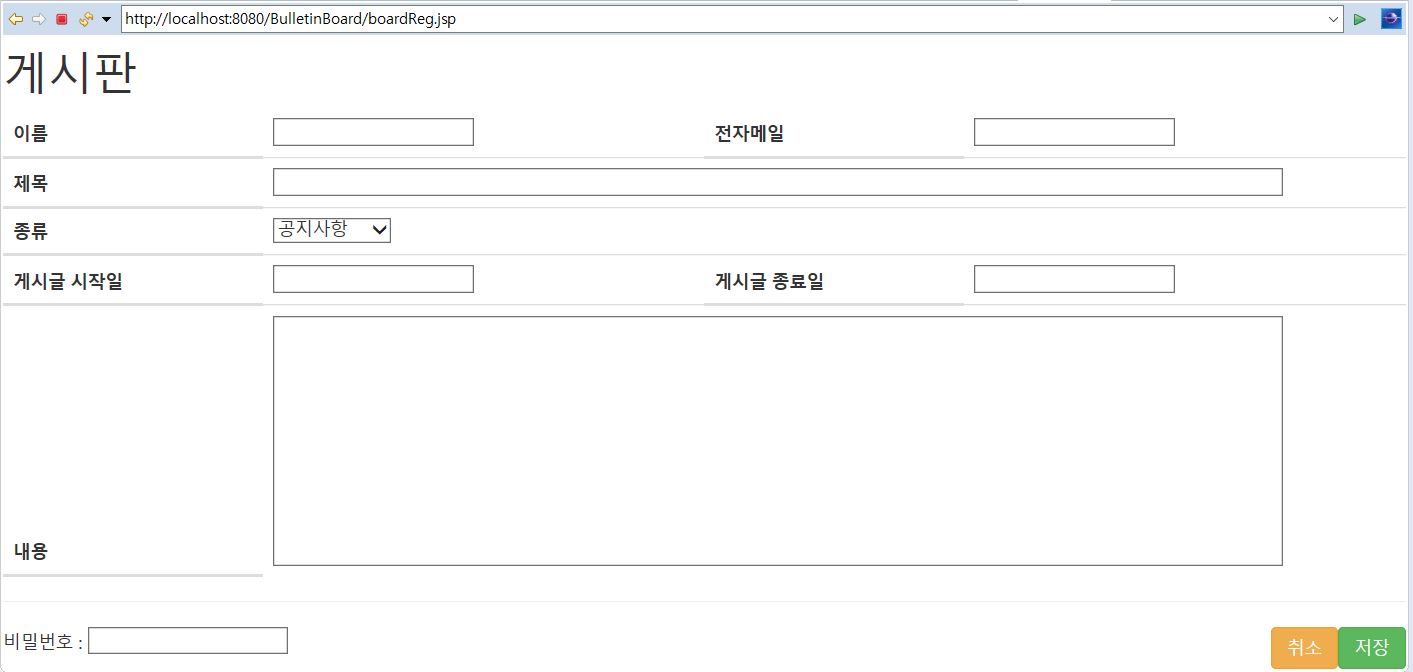 http://localhost:8080/BulletinBoard/boardReg.jsp
게시판
이름 전자메일
제목
종류 공지사항
게시글 시작일 게시글 종료일
내용
비밀번호 : 취소 저장